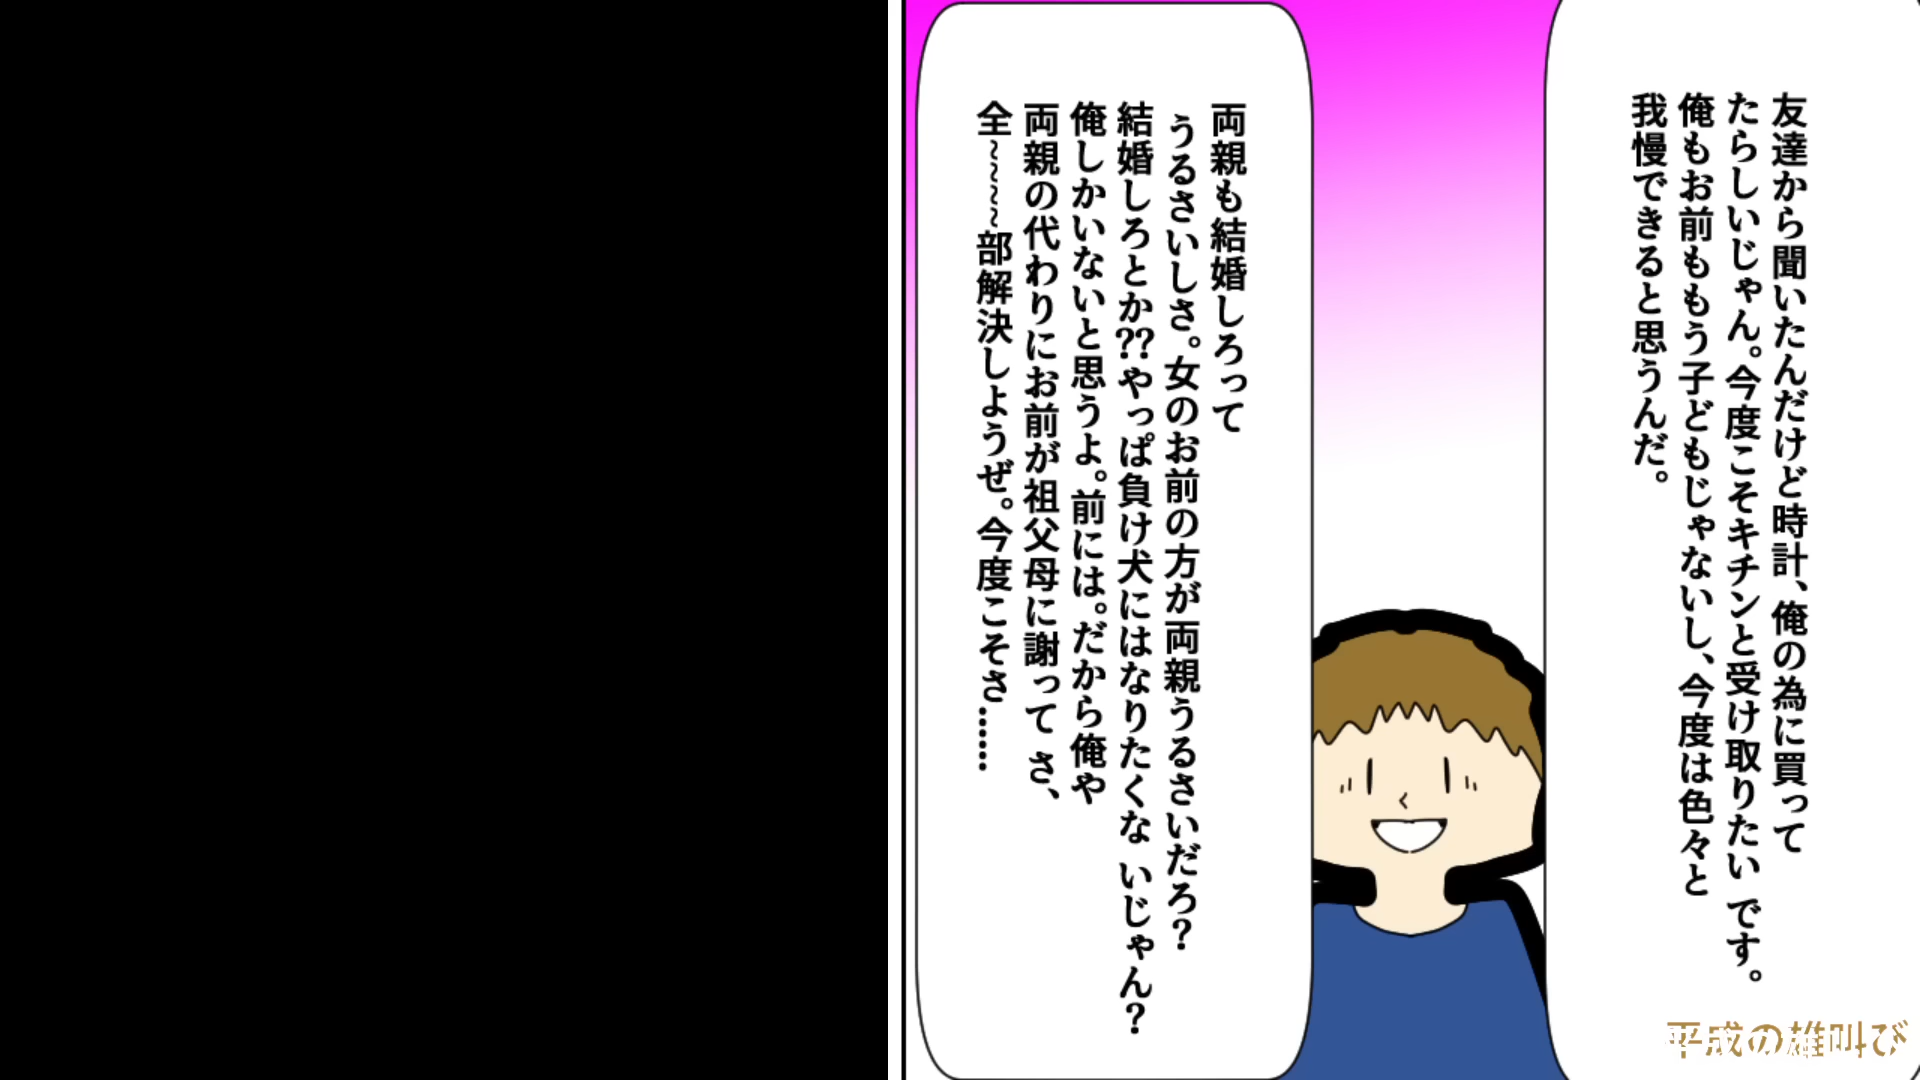 友達から聞いたんだけど時計、俺の為に買って
たらしいじゃん。今度こそキチンと受け取りたい です。
俺もお前ももう子どもじゃないし、今度は色々と
我慢できると思うんだ。
両親も結婚しろって
うるさいしさ。女のお前の方が両親うるさいだろ？
結婚しろとか??やっぱ負け犬にはなりたくな いじゃん？
俺しかいないと思うよ。前には。だから俺や
両親の代わりにお前が祖父母に謝って さ、
全~~~~部解決しようぜ。今度こそさ……
平成の雄叫び